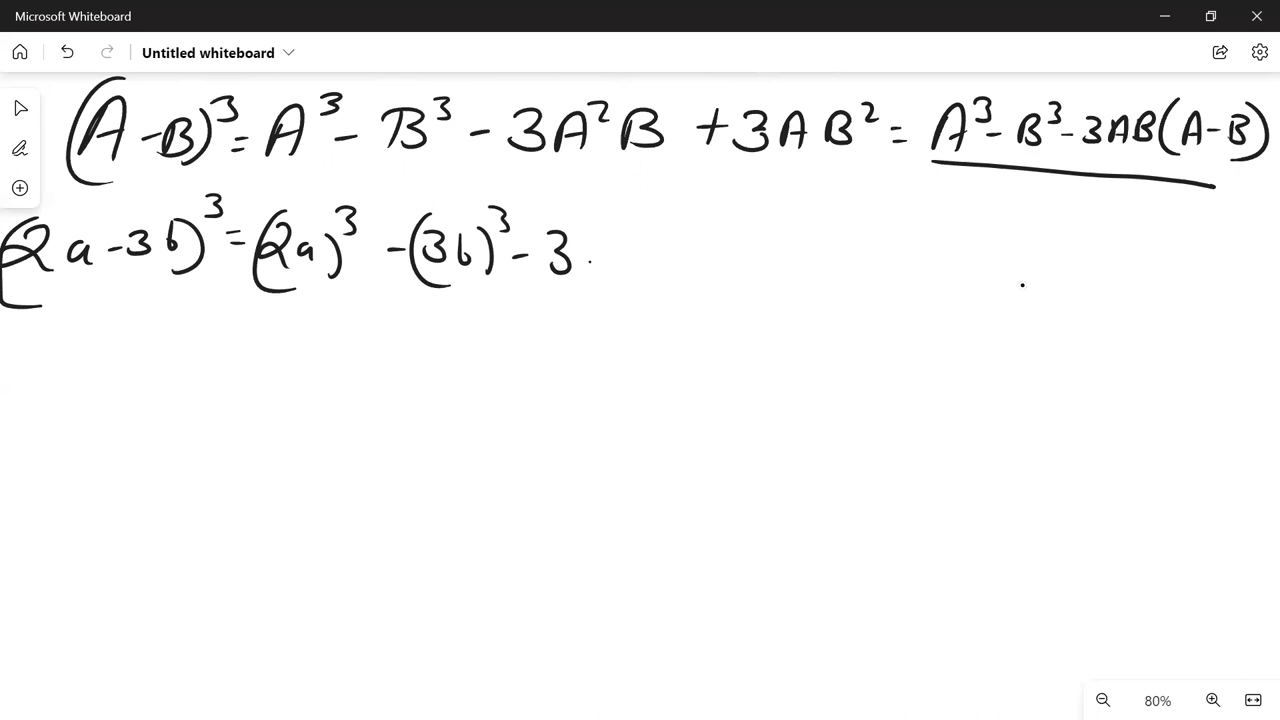 Microsoft Whiteboard
Untitled whiteboard
(A-B)³ = A³ - B³ - 3A²B + 3AB² = A³ - B³ - 3AB(A-B)
(2a-3b)³ = (2a)³ - (3b)³ - 3
80%